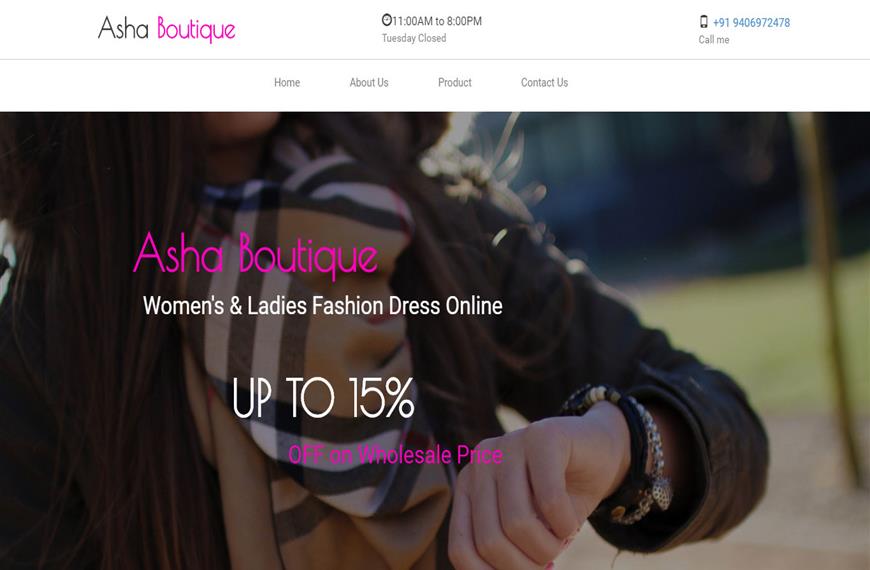 Asha Boutique
11:00AM to 8:00PM
Tuesday Closed
+91 9406972478
Call me
Home About Us Product Contact Us
Asha Boutique
Women's & Ladies Fashion Dress Online
UP TO 15%
OFF on Wholesale Price